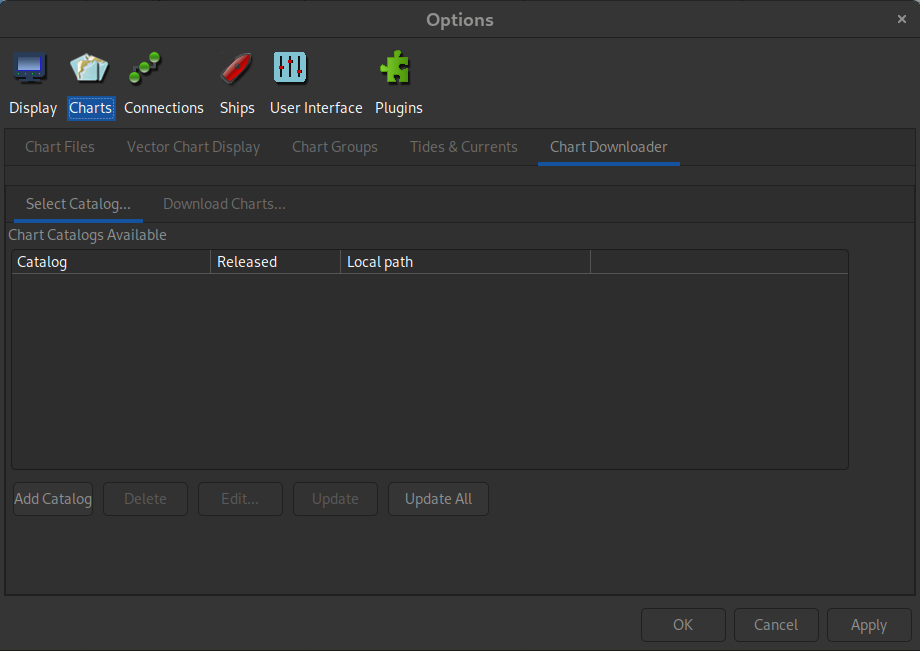 Options
Display Charts Connections Ships User Interface Plugins
Chart Files Vector Chart Display Chart Groups Tides & Currents Chart Downloader
Select Catalog... Download Charts...
Chart Catalogs Available
Catalog Released Local path
Add Catalog Delete Edit... Update Update All
OK Cancel Apply